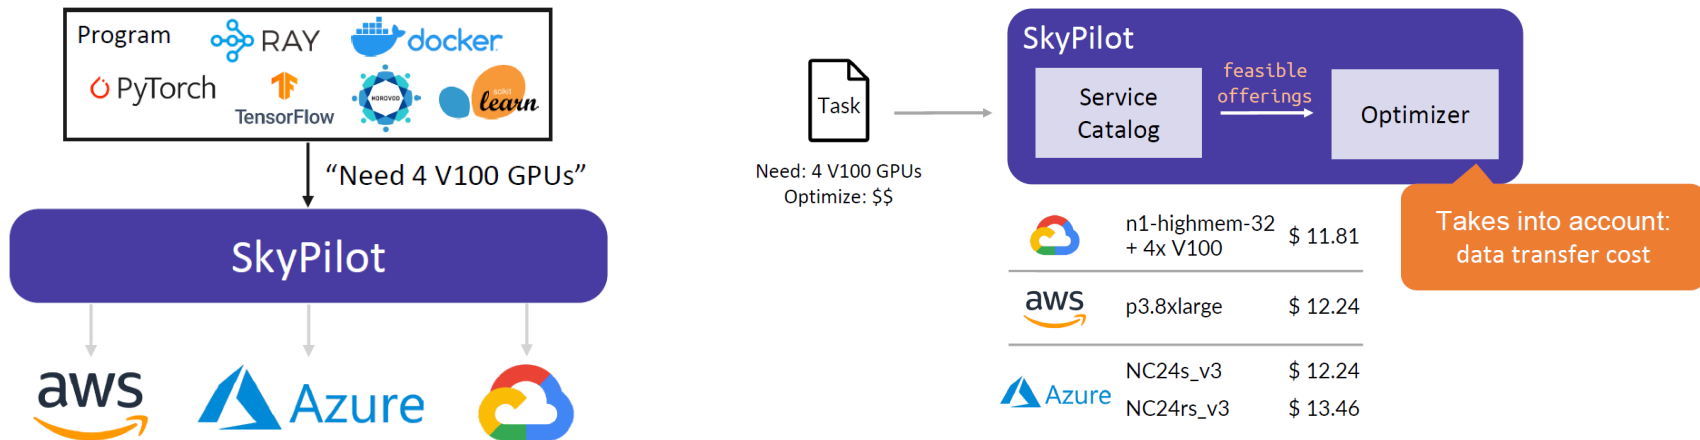 Program
RAY
docker
PyTorch
TensorFlow
HOROVOD
scikit
learn
“Need 4 V100 GPUs”
SkyPilot
aws
Azure
Task
Need: 4 V100 GPUs
Optimize: $$
SkyPilot
Service
Catalog
feasible
offerings
Optimizer
Takes into account:
data transfer cost
n1-highmem-32
+ 4x V100
$ 11.81
aws
p3.8xlarge
$ 12.24
Azure
NC24s_v3
$ 12.24
NC24rs_v3
$ 13.46